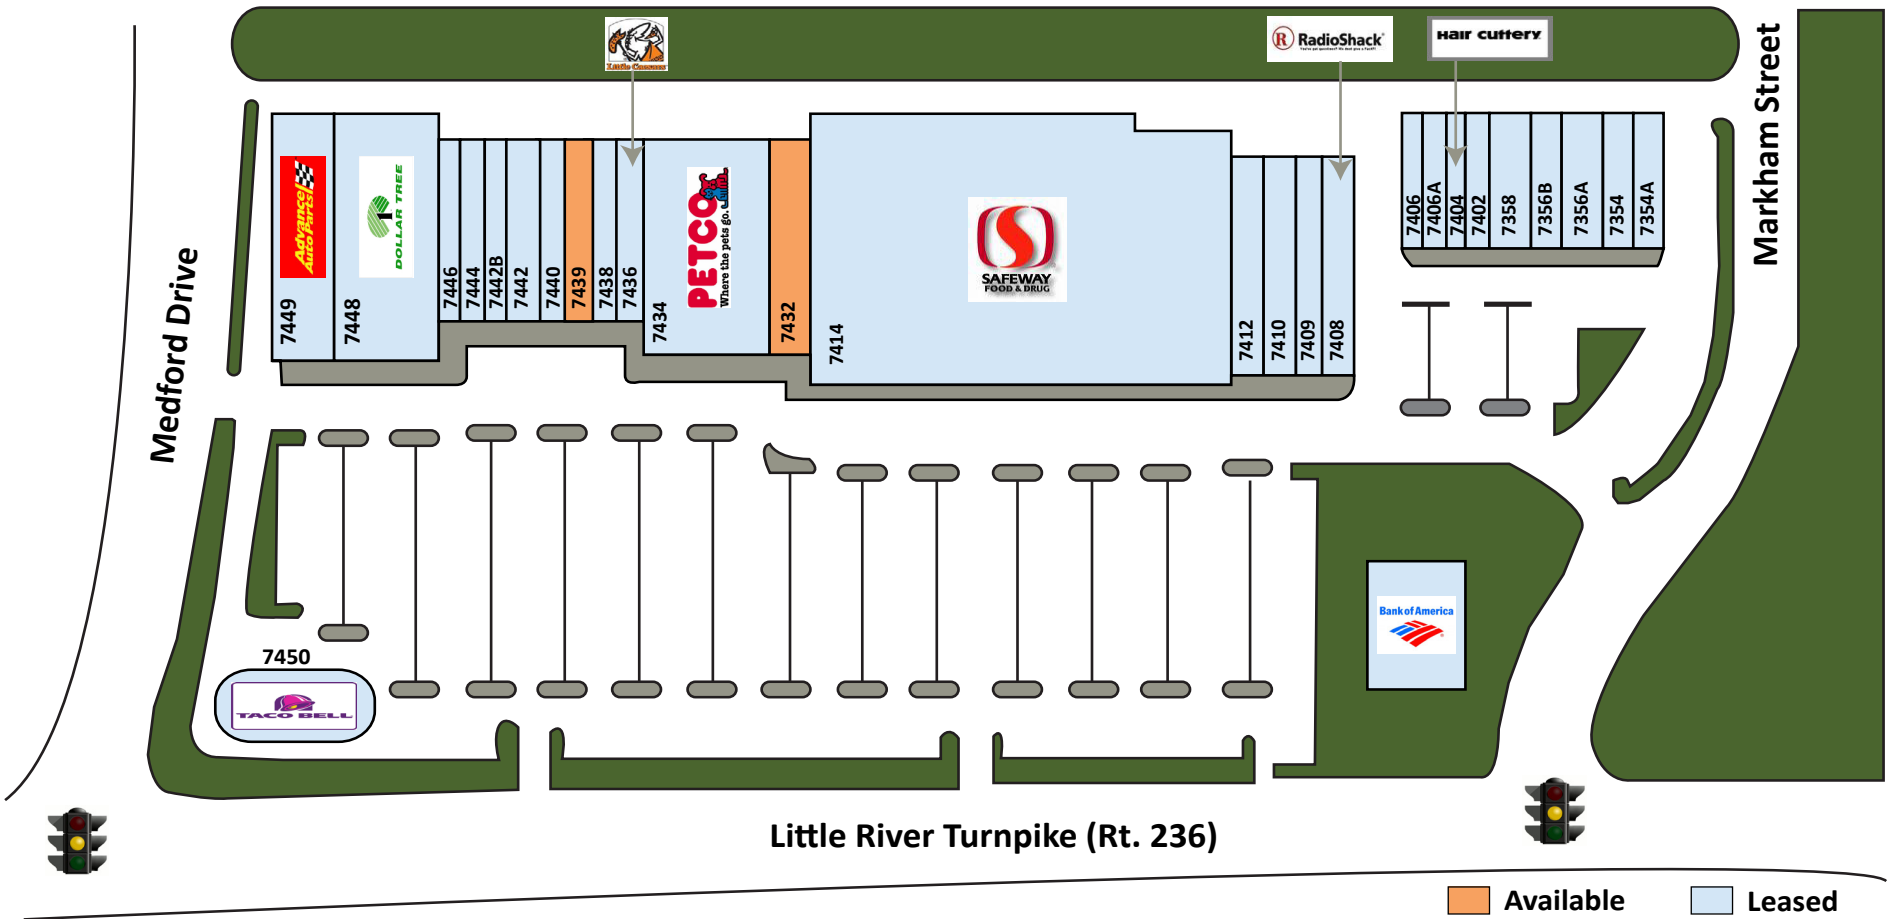 Little Caesars
RadioShack
Hair Cuttery
Markham Street
Medford Drive
Advance
Auto Parts
7449
DOLLAR TREE
1
7448
7446
7444
7442B
7442
7440
7439
7438
7436
7434
PETCO
Where the pets go.
7432
7414
SAFEWAY
FOOD & DRUG
7412
7410
7409
7408
7406
7406A
7404
7402
7358
7356B
7356A
7354
7354A
7450
TACO BELL
Bank of America
Little River Turnpike (Rt. 236)
Available
Leased